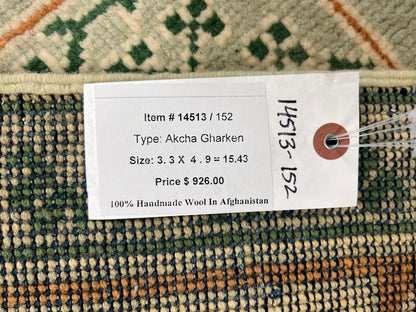 Item # 14513 / 152
Type: Akcha Gharken
Size: 3. 3 X 4 . 9 = 15.43
Price $ 926.00
100% Handmade Wool In Afghanistan
14513-152